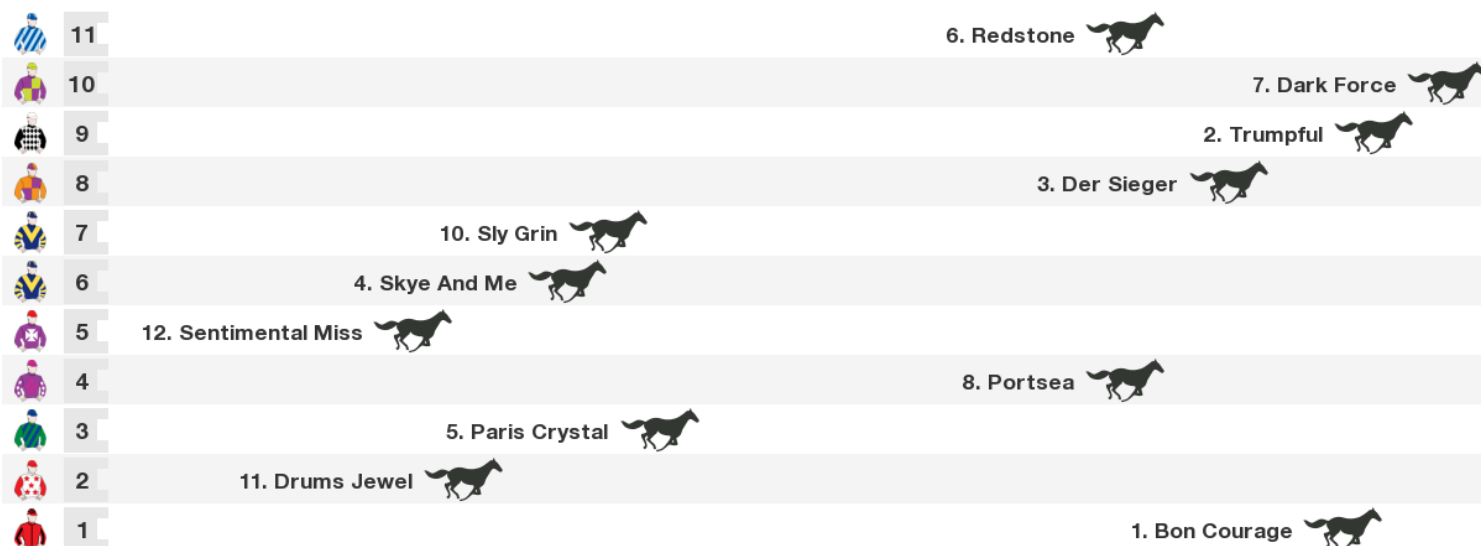 11 6. Redstone
10 7. Dark Force
9 2. Trumpful
8 3. Der Sieger
7 10. Sly Grin
6 4. Skye And Me
5 12. Sentimental Miss
4 8. Portsea
3 5. Paris Crystal
2 11. Drums Jewel
1 1. Bon Courage